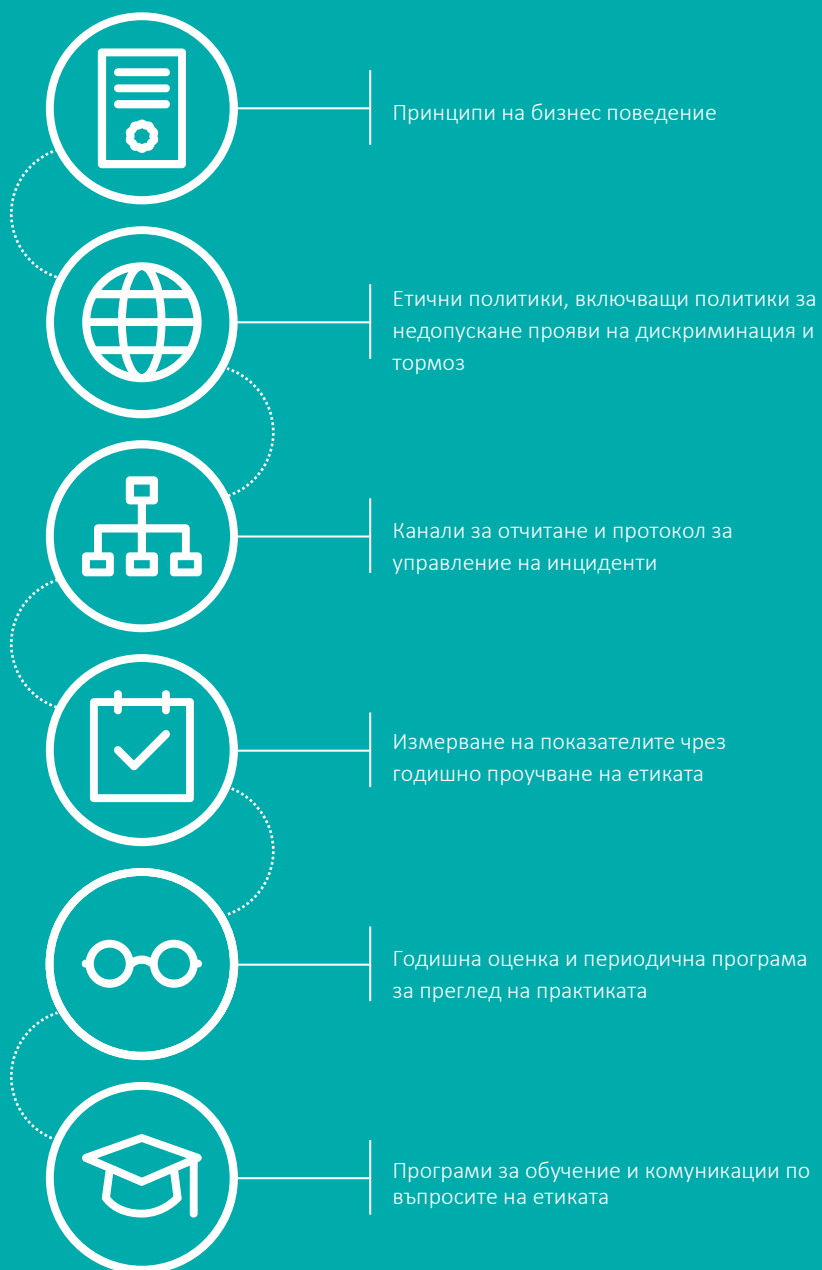 Принципи на бизнес поведение
Етични политики, включващи политики за
недопускане прояви на дискриминация и
тормоз
Канали за отчитане и протокол за
управление на инциденти
Измерване на показателите чрез
годишно проучване на етиката
Годишна оценка и периодична програма
за преглед на практиката
Програми за обучение и комуникации по
въпросите на етиката